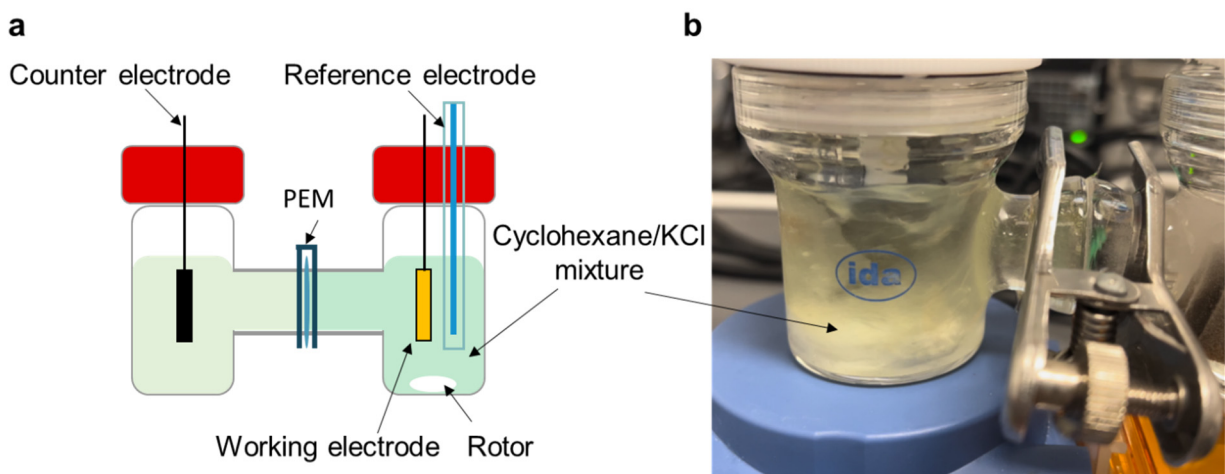 a
b
Counter electrode
Reference electrode
PEM
Cyclohexane/KCl
mixture
ida
Working electrode
Rotor